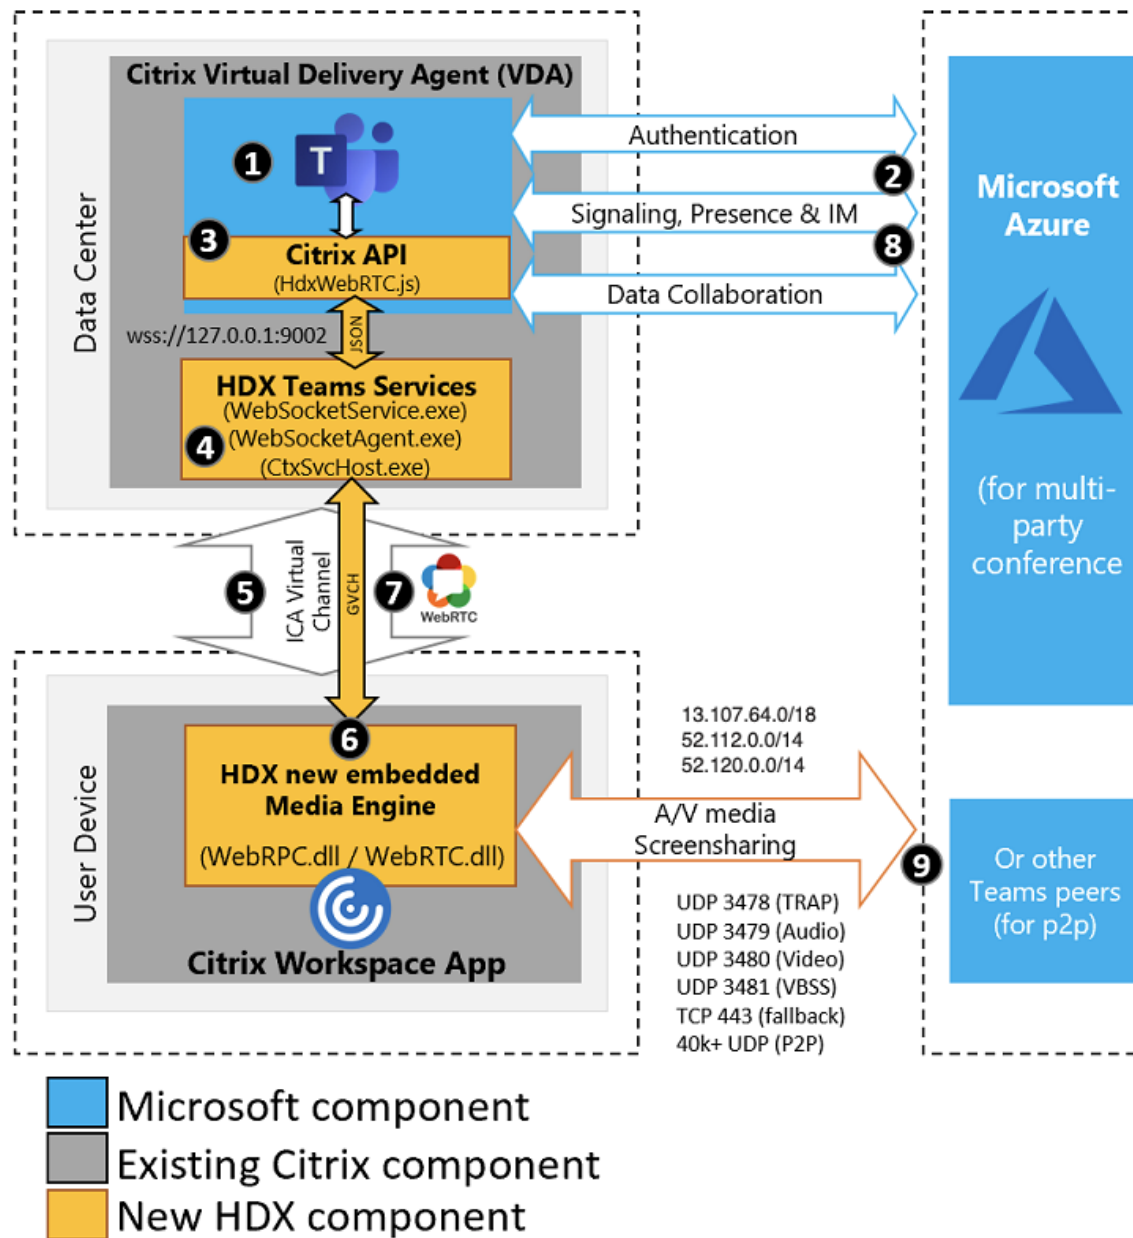 Citrix Virtual Delivery Agent (VDA)
Data Center
1
T
3
Citrix API
(HdxWebRTC.js)
wss://127.0.0.1:9002
JSON
HDX Teams Services
(WebSocketService.exe)
4
(WebSocketAgent.exe)
(CtxSvcHost.exe)
Authentication
2
Signaling, Presence & IM
8
Data Collaboration
Microsoft
Azure
(for multi-
party
conference
5
ICA Virtual
Channel
GVCH
7
WebRTC
User Device
6
HDX new embedded
Media Engine
(WebRPC.dll / WebRTC.dll)
Citrix Workspace App
13.107.64.0/18
52.112.0.0/14
52.120.0.0/14
A/V media
Screensharing
9
UDP 3478 (TRAP)
UDP 3479 (Audio)
UDP 3480 (Video)
UDP 3481 (VBSS)
TCP 443 (fallback)
40k+ UDP (P2P)
Or other
Teams peers
(for p2p)
Microsoft component
Existing Citrix component
New HDX component